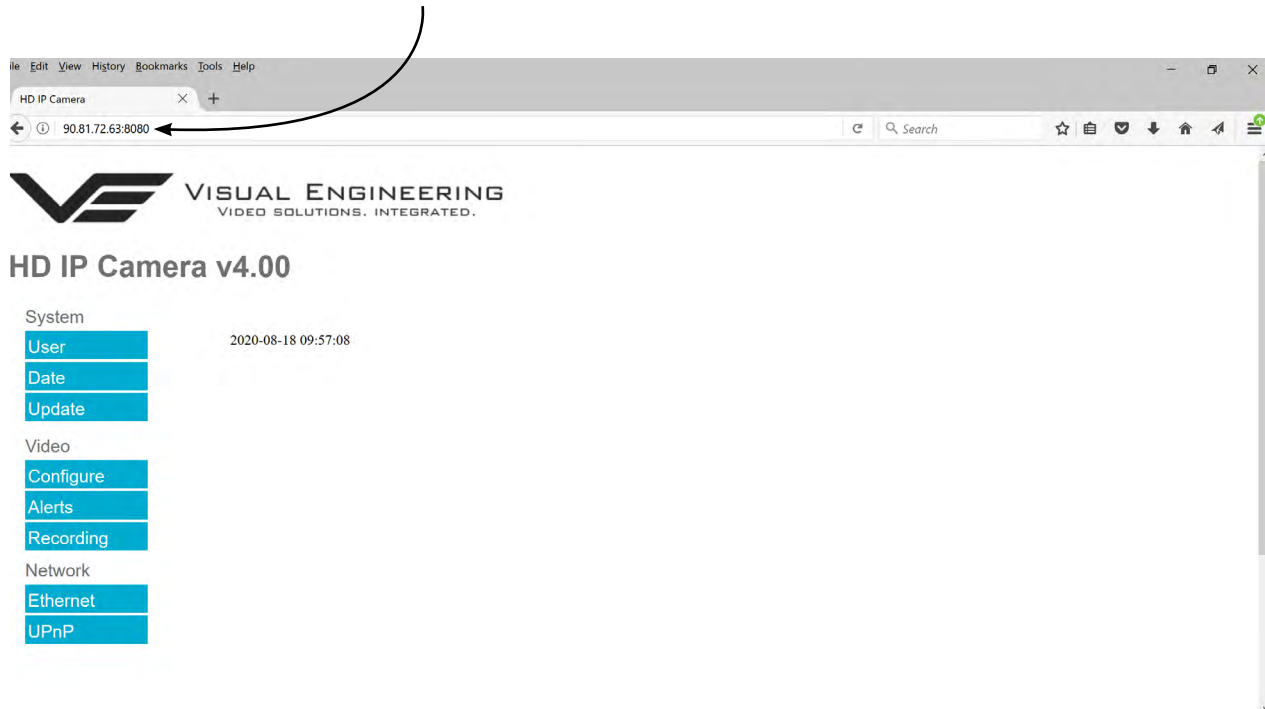 ile Edit View History Bookmarks Tools Help
HD IP Camera
90.81.72.63:8080 Search
VISUAL ENGINEERING
VIDEO SOLUTIONS. INTEGRATED.
HD IP Camera v4.00
System
User 2020-08-18 09:57:08
Date
Update
Video
Configure
Alerts
Recording
Network
Ethernet
UPnP